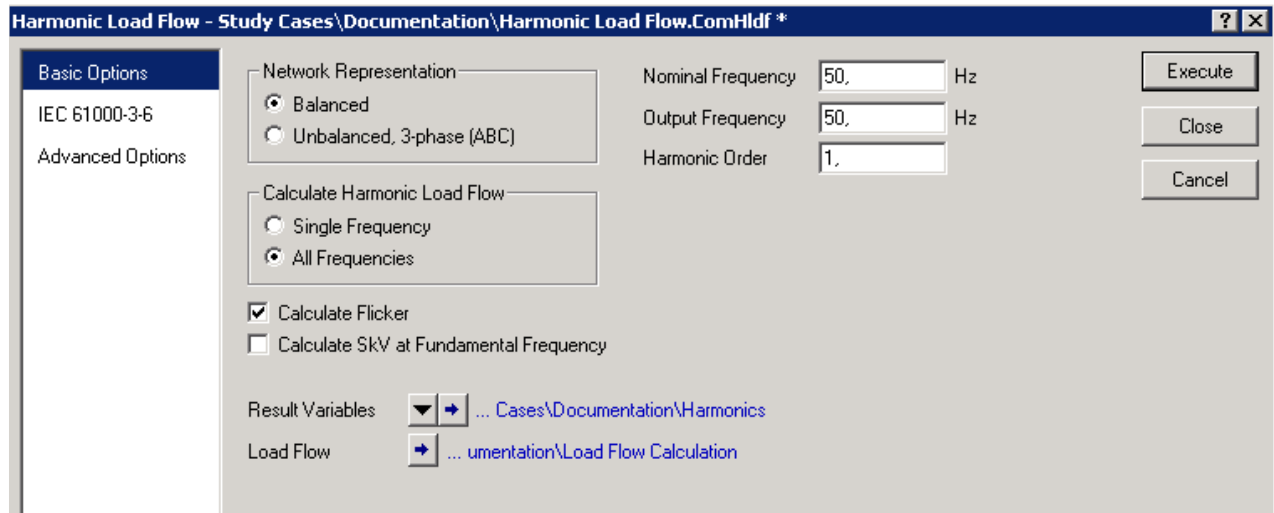 Harmonic Load Flow - Study Cases\Documentation\Harmonic Load Flow.ComHldf *
Basic Options
IEC 61000-3-6
Advanced Options
Network Representation
Balanced
Unbalanced, 3-phase (ABC)
Calculate Harmonic Load Flow
Single Frequency
All Frequencies
Calculate Flicker
Calculate SkV at Fundamental Frequency
Result Variables ... Cases\Documentation\Harmonics
Load Flow ... umentation\Load Flow Calculation
Nominal Frequency 50, Hz
Output Frequency 50, Hz
Harmonic Order 1,
Execute
Close
Cancel